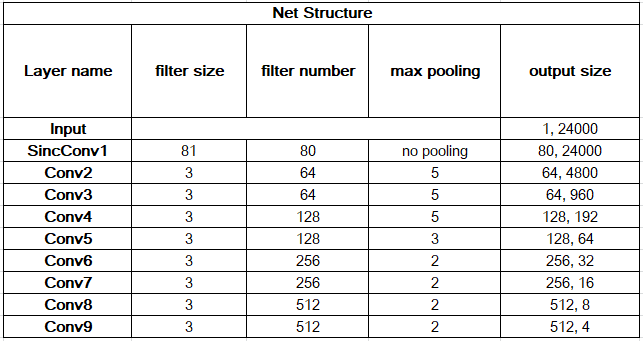 Net Structure
Layer name filter size filter number max pooling output size
Input 1, 24000
SincConv1 81 80 no pooling 80, 24000
Conv2 3 64 5 64, 4800
Conv3 3 64 5 64, 960
Conv4 3 128 5 128, 192
Conv5 3 128 3 128, 64
Conv6 3 256 2 256, 32
Conv7 3 256 2 256, 16
Conv8 3 512 2 512, 8
Conv9 3 512 2 512, 4